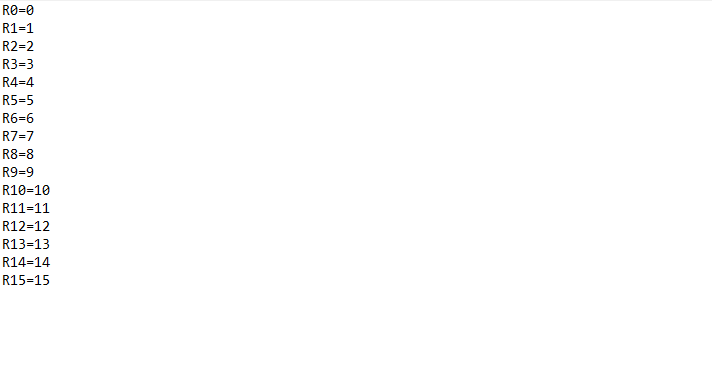 R0=0
R1=1
R2=2
R3=3
R4=4
R5=5
R6=6
R7=7
R8=8
R9=9
R10=10
R11=11
R12=12
R13=13
R14=14
R15=15